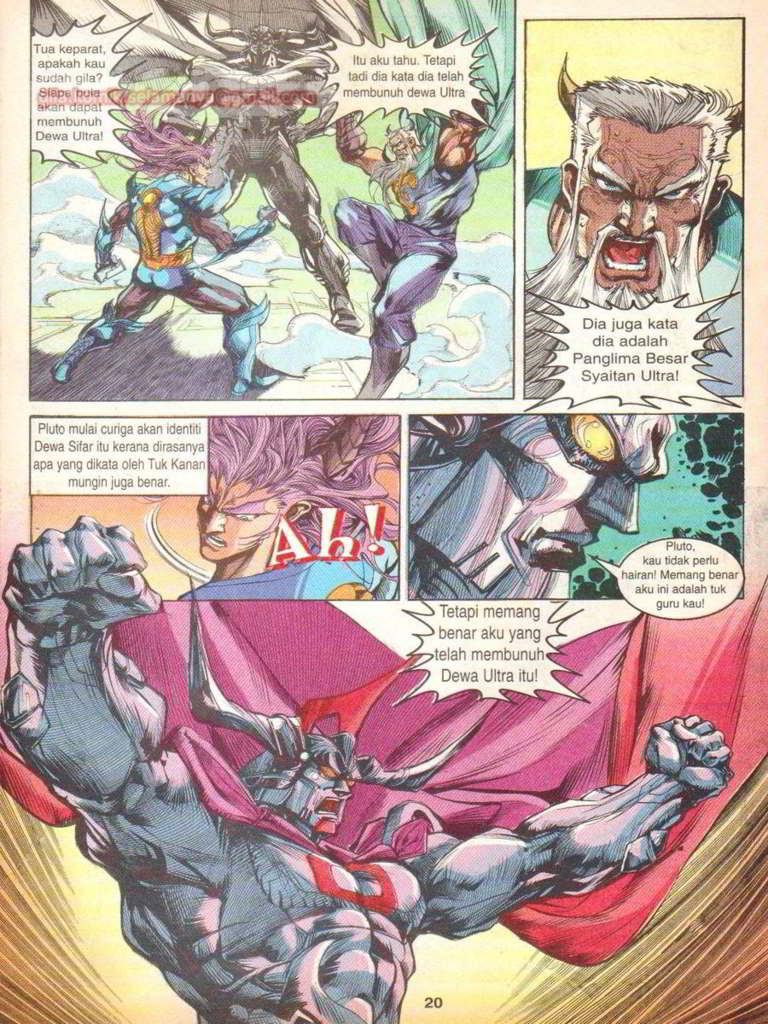 Tua keparat,
apakah kau
sudah gila?
Siapa pula
akan dapat
membunuh
Dewa Ultra!
Itu aku tahu. Tetapi
tadi dia kata dia telah
membunuh dewa Ultra
Dia juga kata
dia adalah
Panglima Besar
Syaitan Ultra!
Pluto mulai curiga akan identiti
Dewa Sifar itu kerana dirasanya
apa yang dikata oleh Tuk Kanan
mungin juga benar.
Ah!
Pluto,
kau tidak perlu
hairan! Memang benar
aku ini adalah tuk
guru kau!
Tetapi memang
benar aku yang
telah membunuh
Dewa Ultra itu!
20